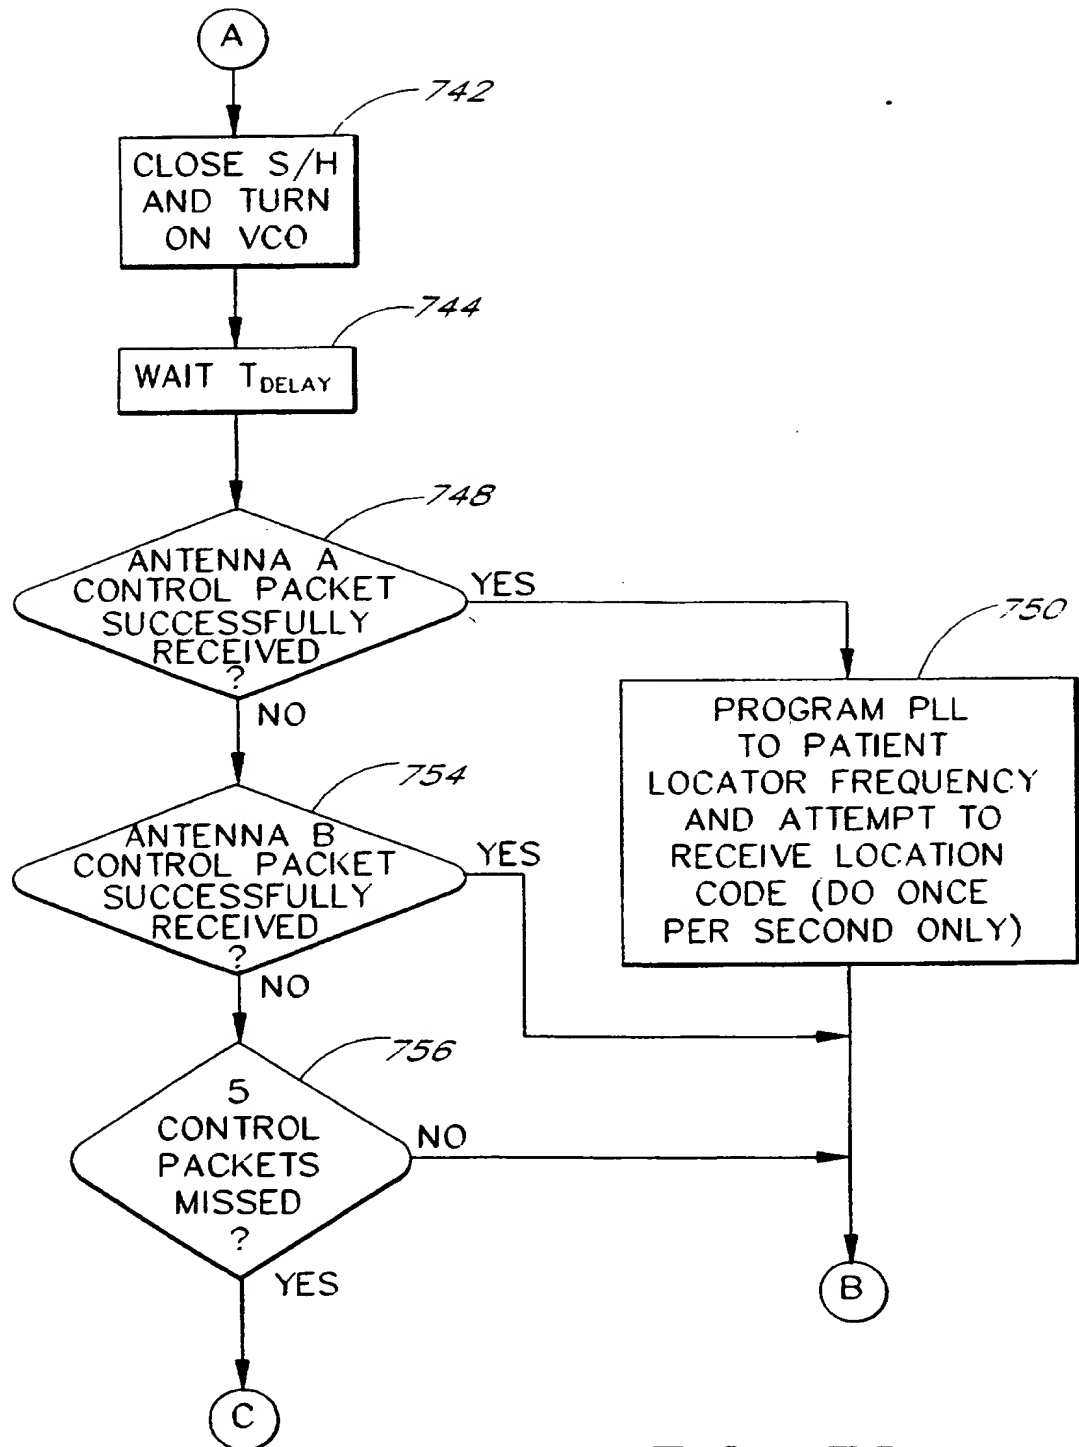 A
742
CLOSE S/H
AND TURN
ON VCO
744
WAIT TDELAY
748
ANTENNA A
CONTROL PACKET
SUCCESSFULLY
RECEIVED
?
YES
NO
750
PROGRAM PLL
TO PATIENT
LOCATOR FREQUENCY
AND ATTEMPT TO
RECEIVE LOCATION
CODE (DO ONCE
PER SECOND ONLY)
754
ANTENNA B
CONTROL PACKET
SUCCESSFULLY
RECEIVED
?
YES
NO
756
5
CONTROL
PACKETS
MISSED
?
NO
YES
B
C